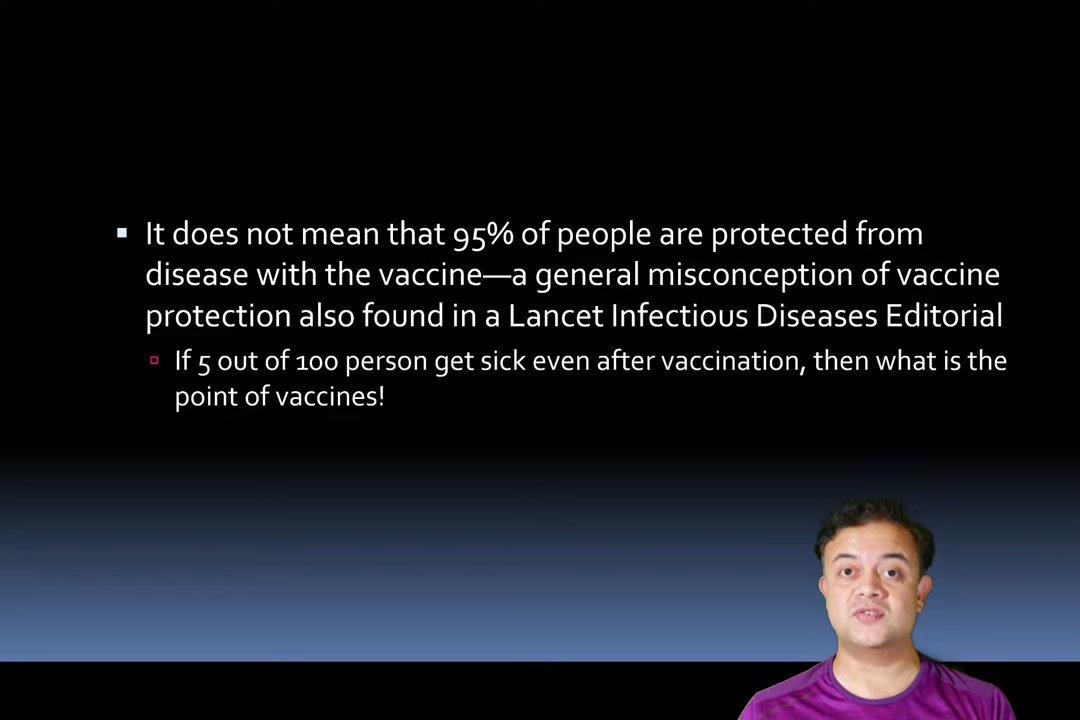 It does not mean that 95% of people are protected from
disease with the vaccine—a general misconception of vaccine
protection also found in a Lancet Infectious Diseases Editorial
If 5 out of 100 person get sick even after vaccination, then what is the
point of vaccines!